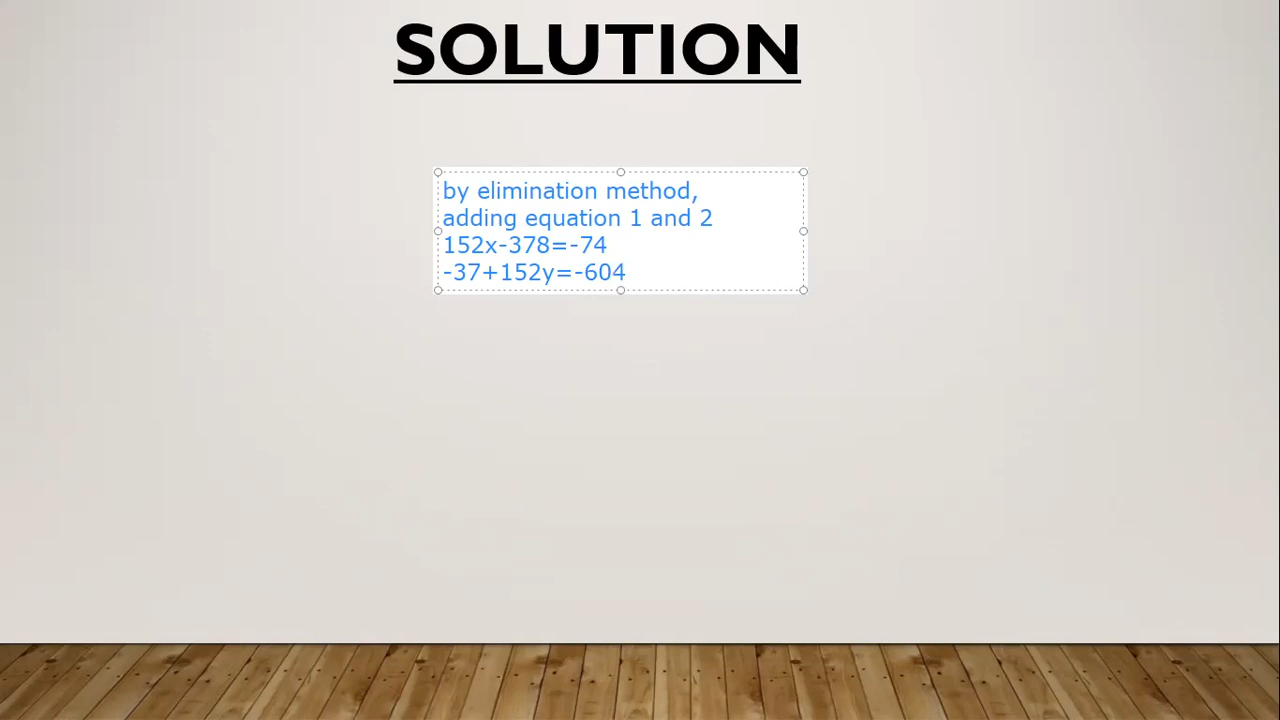 SOLUTION
by elimination method,
adding equation 1 and 2
152x-378=-74
-37+152y=-604